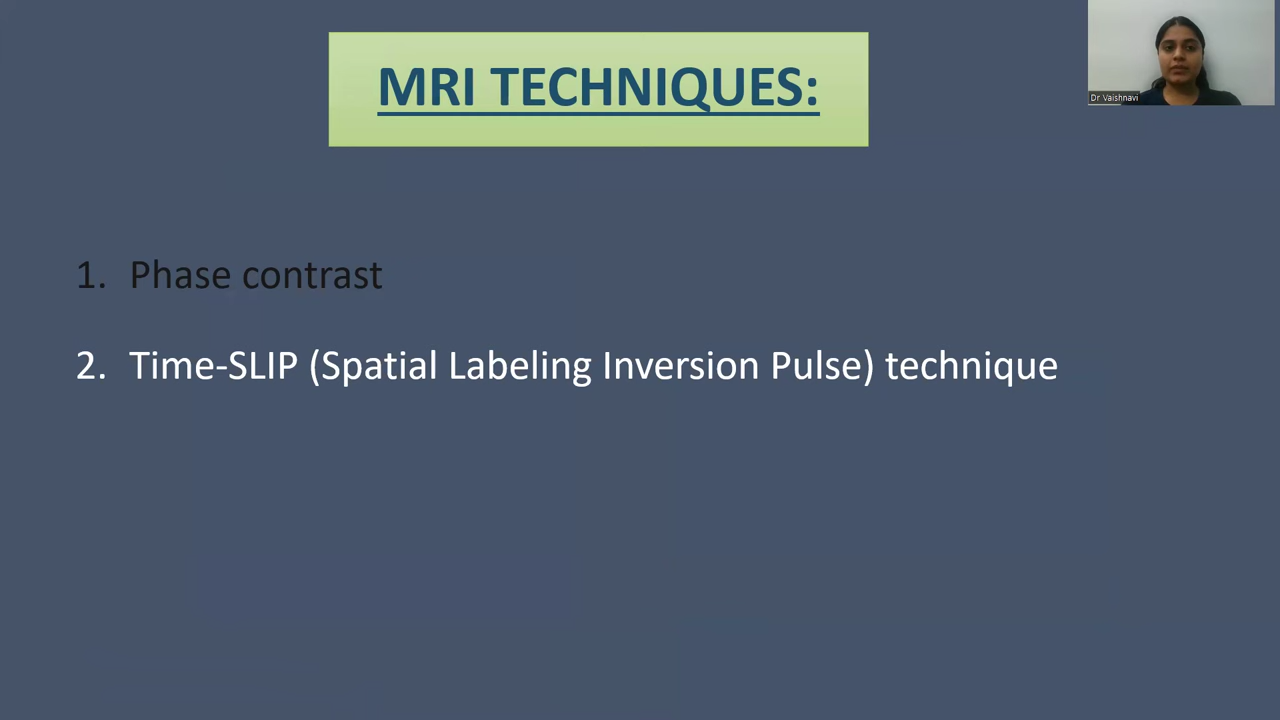 MRI TECHNIQUES:
Dr Vaishnavi
1. Phase contrast
2. Time-SLIP (Spatial Labeling Inversion Pulse) technique